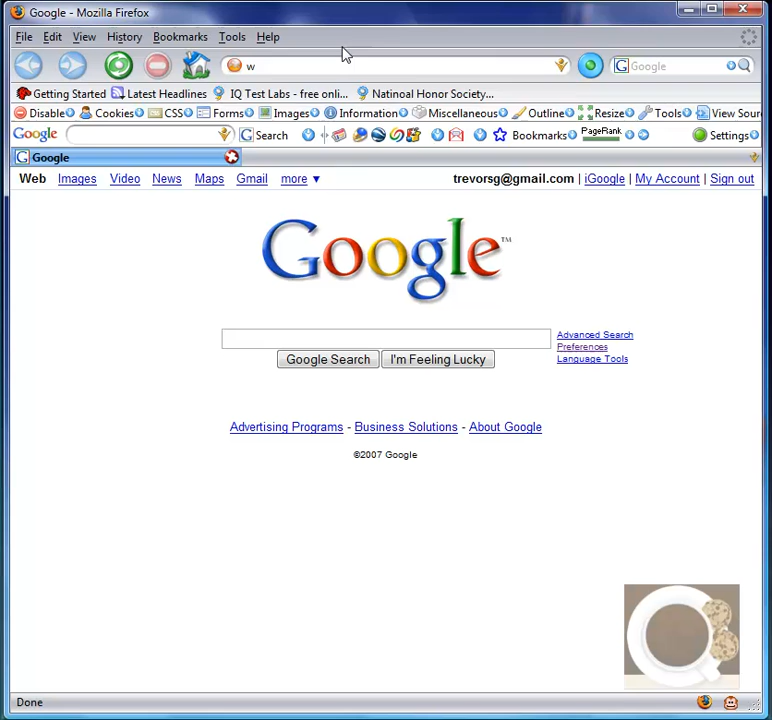 Google - Mozilla Firefox
File Edit View History Bookmarks Tools Help
w
Google
Getting Started Latest Headlines IQ Test Labs - free onli... Natinoal Honor Society...
Disable Cookies CSS Forms Images Information Miscellaneous Outline Resize Tools View Sourc
Google Search Bookmarks PageRank Settings
Google
Web Images Video News Maps Gmail more ▼ trevorsg@gmail.com | iGoogle | My Account | Sign out
Google™
Advanced Search
Preferences
Language Tools
Google Search I'm Feeling Lucky
Advertising Programs - Business Solutions - About Google
©2007 Google
Done